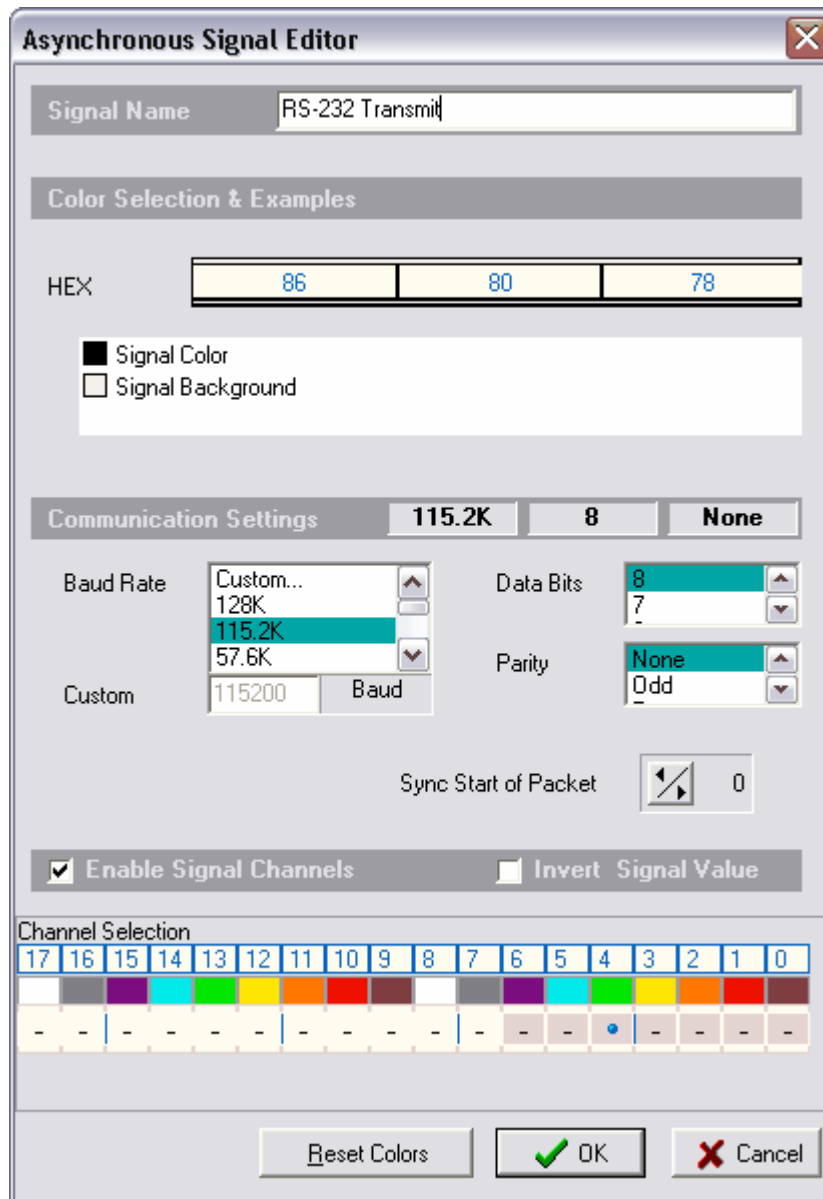 Asynchronous Signal Editor
Signal Name RS-232 Transmit
Color Selection & Examples
HEX 86 80 78
Signal Color
Signal Background
Communication Settings 115.2K 8 None
Baud Rate Custom... Data Bits 8
128K 7
115.2K
57.6K Parity None
Custom 115200 Baud Odd
Sync Start of Packet 0
Enable Signal Channels Invert Signal Value
Channel Selection
17 16 15 14 13 12 11 10 9 8 7 6 5 4 3 2 1 0
- - - - - - - - - - - - - - - - -
Reset Colors OK Cancel